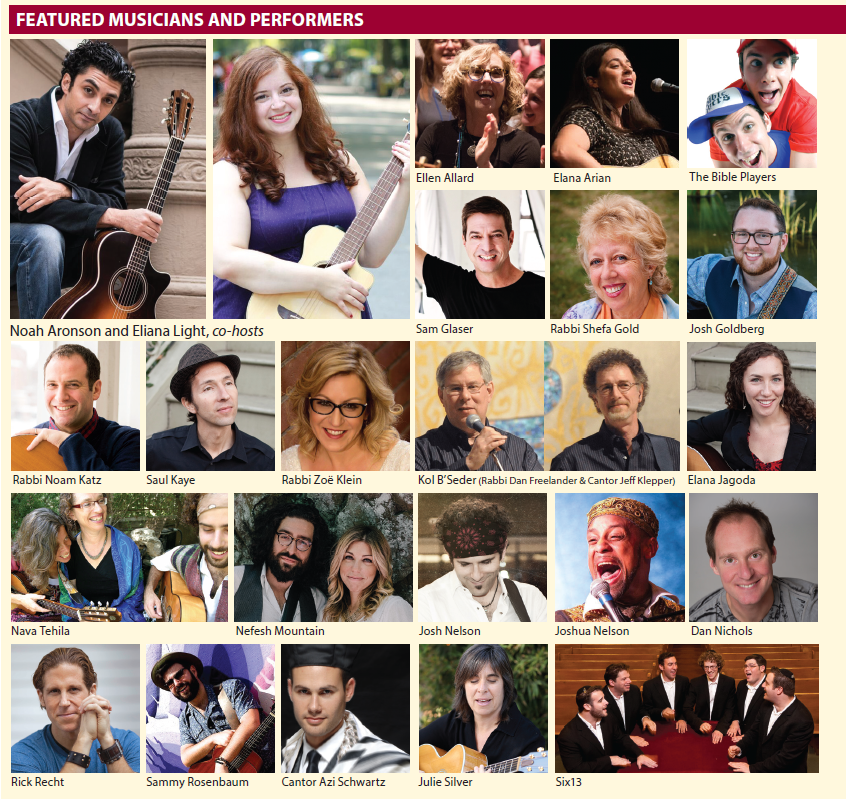 FEATURED MUSICIANS AND PERFORMERS
Ellen Allard
Elana Arian
The Bible Players
Noah Aronson and Eliana Light, co-hosts
Sam Glaser
Rabbi Shefa Gold
Josh Goldberg
Rabbi Noam Katz
Saul Kaye
Rabbi Zoë Klein
Kol B’Seder (Rabbi Dan Freelander & Cantor Jeff Klepper)
Elana Jagoda
Nava Tehila
Nefesh Mountain
Josh Nelson
Joshua Nelson
Dan Nichols
Rick Recht
Sammy Rosenbaum
Cantor Azi Schwartz
Julie Silver
Six13